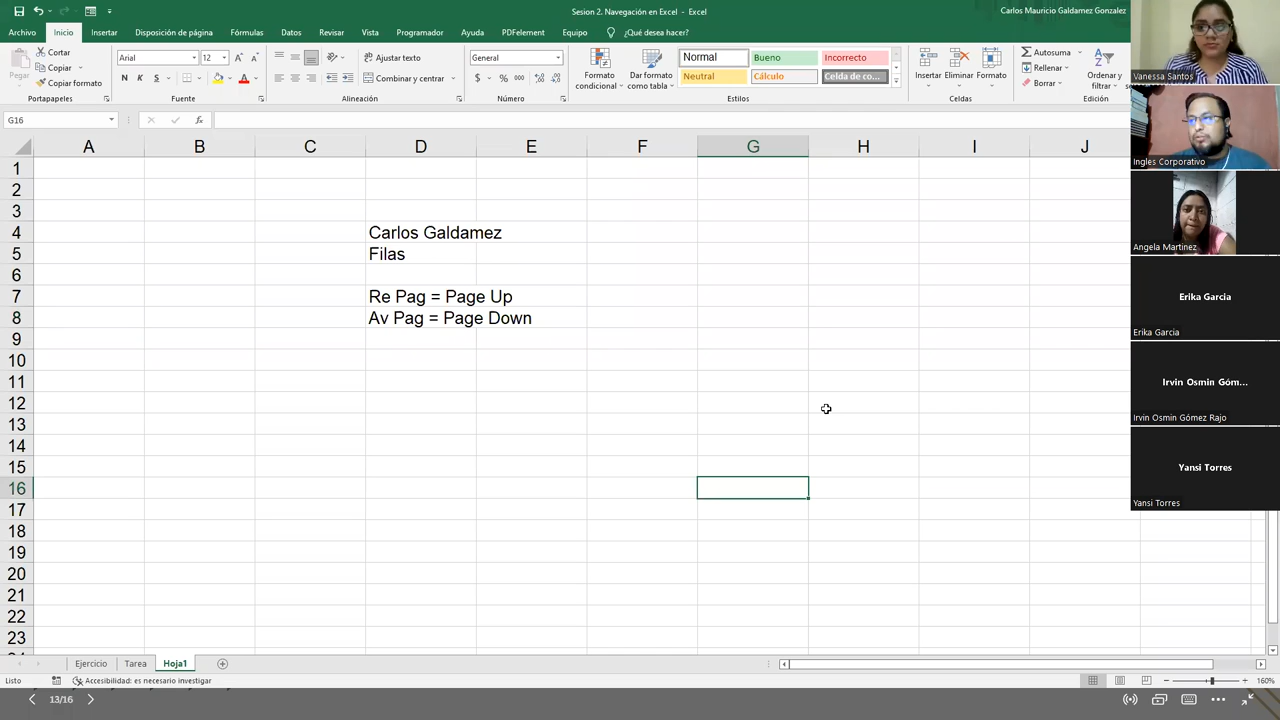 Sesion 2. Navegación en Excel - Excel
Carlos Mauricio Galdamez Gonzalez
Archivo Inicio Insertar Disposición de página Fórmulas Datos Revisar Vista Programador Ayuda PDFelement Equipo ¿Qué desea hacer?
Pegar
Cortar
Copiar
Copiar formato
Portapapeles
Arial 12
N K S
Fuente
Ajustar texto
Combinar y centrar
Alineación
General
$ % 000
Número
Formato condicional
Dar formato como tabla
Normal Bueno Incorrecto
Neutral Cálculo Celda de co...
Estilos
Insertar Eliminar Formato
Celdas
Autosuma
Rellenar
Borrar
Ordenar y
filtrar
Edición
G16
fx
A B C D E F G H I J
1
2
3
4 Carlos Galdamez
5 Filas
6
7 Re Pag = Page Up
8 Av Pag = Page Down
9
10
11
12
13
14
15
16
17
18
19
20
21
22
23
Ejercicio Tarea Hoja1
Listo Accesibilidad: es necesario investigar 160%
13/16
Vanessa Santos
Ingles Corporativo
Angela Martinez
Erika Garcia
Erika Garcia
Irvin Osmin Góm...
Irvin Osmin Gómez Rajo
Yansi Torres
Yansi Torres